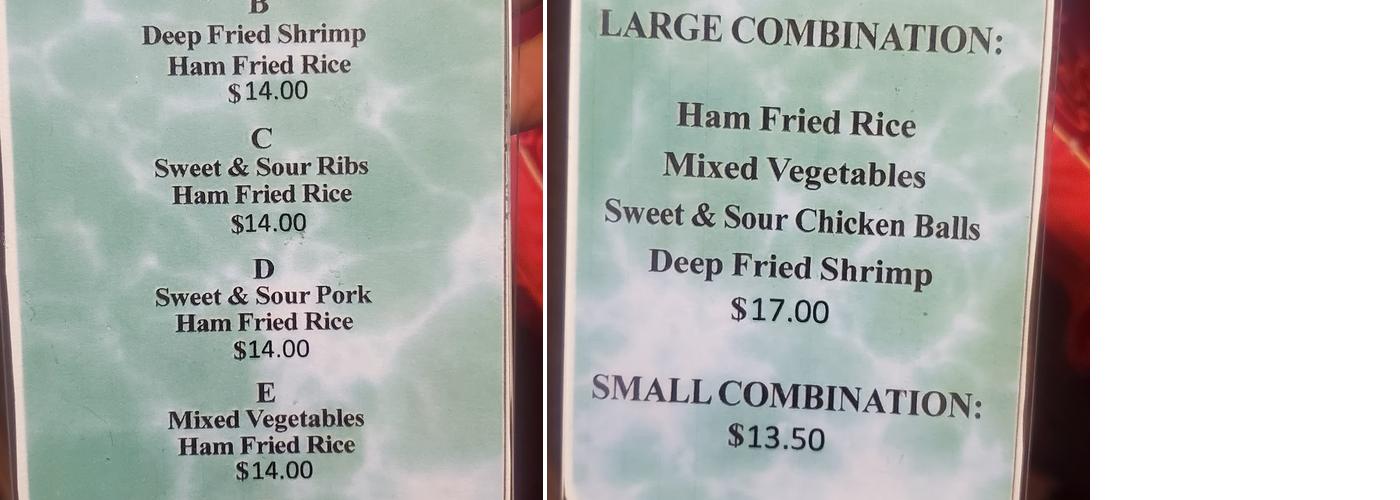 B
Deep Fried Shrimp
Ham Fried Rice
$14.00
C
Sweet & Sour Ribs
Ham Fried Rice
$14.00
D
Sweet & Sour Pork
Ham Fried Rice
$14.00
E
Mixed Vegetables
Ham Fried Rice
$14.00
LARGE COMBINATION:
Ham Fried Rice
Mixed Vegetables
Sweet & Sour Chicken Balls
Deep Fried Shrimp
$17.00
SMALL COMBINATION:
$13.50